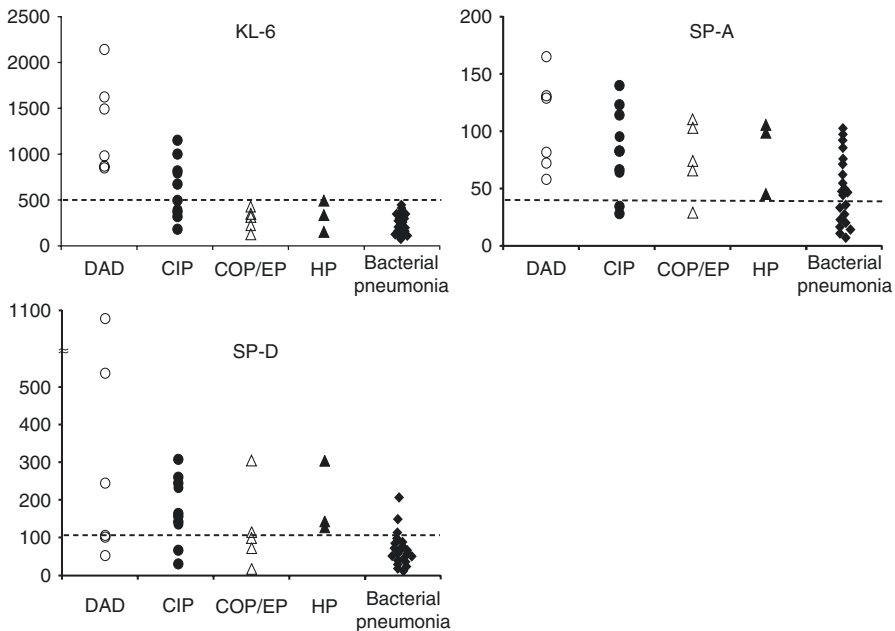 KL-6
2500
2000
1500
1000
500
0
DAD
CIP
COP/EP
HP
Bacterial
pneumonia
SP-A
200
150
100
50
0
DAD
CIP
COP/EP
HP
Bacterial
pneumonia
SP-D
1100
≈
500
400
300
200
100
0
DAD
CIP
COP/EP
HP
Bacterial
pneumonia